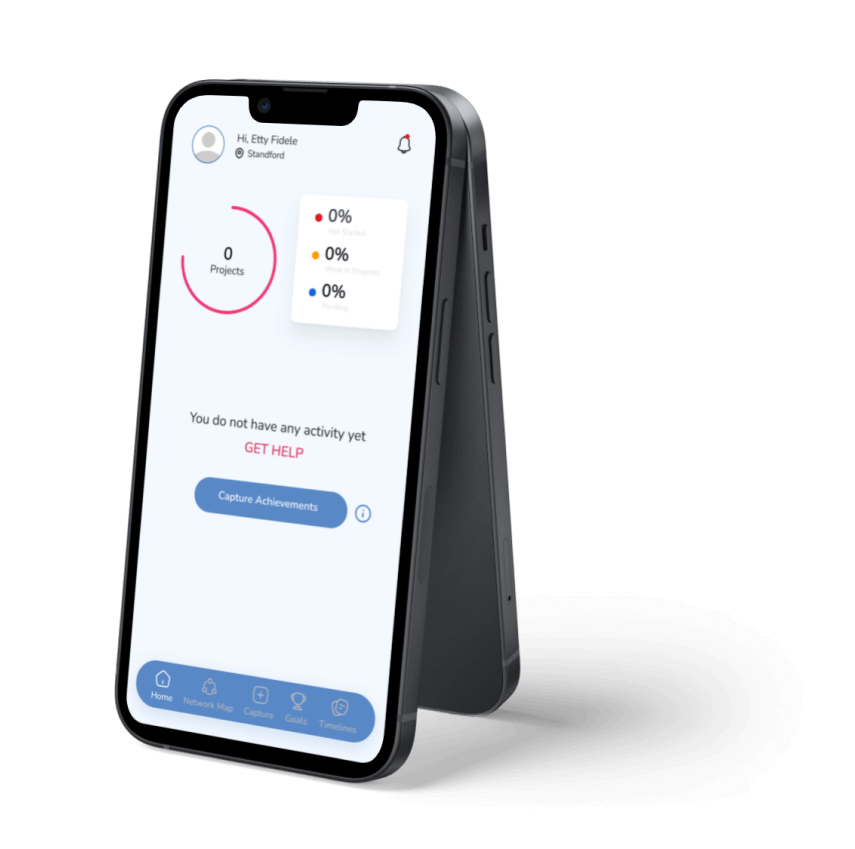 Hi, Etty Fidele
Standford
0
Projects
0%
Not Started
0%
Work in Progress
0%
Pending
You do not have any activity yet
GET HELP
Capture Achievements
Home
Network Map
Capture
Goals
Timelines